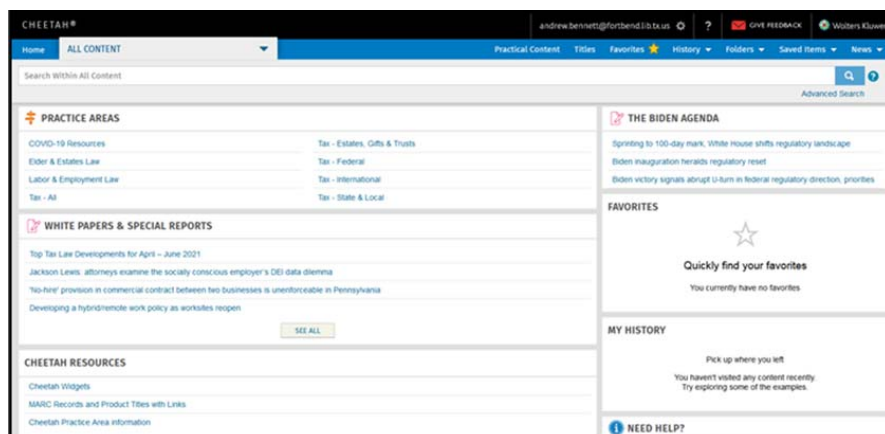 CHEETAH®
andrew.bennett@fortbend.lib.tx.us ? GIVE FEEDBACK Wolters Kluwer
Home ALL CONTENT Practical Content Titles Favorites History Folders Saved Items News
Search Within All Content
Advanced Search
PRACTICE AREAS
COVID-19 Resources
Elder & Estates Law
Labor & Employment Law
Tax - All
Tax - Estates, Gifts & Trusts
Tax - Federal
Tax - International
Tax - State & Local
WHITE PAPERS & SPECIAL REPORTS
Top Tax Law Developments for April – June 2021
Jackson Lewis: attorneys examine the socially conscious employer's DEI data dilemma
'No-hire' provision in commercial contract between two businesses is unenforceable in Pennsylvania
Developing a hybrid/remote work policy as worksites reopen
SEE ALL
CHEETAH RESOURCES
Cheetah Widgets
MARC Records and Product Titles with Links
Cheetah Practice Area information
THE BIDEN AGENDA
Sprinting to 100-day mark, White House shifts regulatory landscape
Biden inauguration heralds regulatory reset
Biden victory signals abrupt U-turn in federal regulatory direction, priorities
FAVORITES
Quickly find your favorites
You currently have no favorites
MY HISTORY
Pick up where you left
You haven't visited any content recently.
Try exploring some of the examples.
NEED HELP?